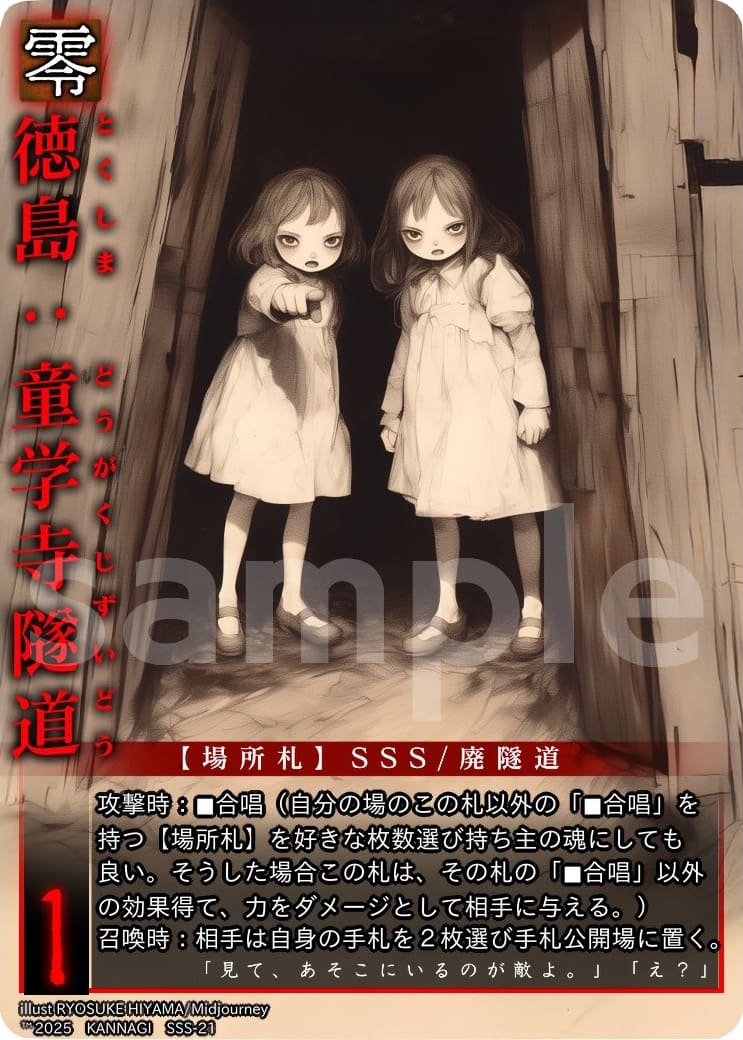 零
徳島：童学寺隧道
とくしま どうがくじずいどう
sample
【場所札】SSS/廃隧道
攻撃時：■合唱（自分の場のこの札以外の「■合唱」を
持つ【場所札】を好きな枚数選び持ち主の魂にしても
良い。そうした場合この札は、その札の「■合唱」以外
の効果得て、力をダメージとして相手に与える。）
召喚時：相手は自身の手札を２枚選び手札公開場に置く。
「見て、あそこにいるのが敵よ。」「え？」
1
illust RYOSUKE HIYAMA/Midjourney
™2025 KANNAGI SSS-21